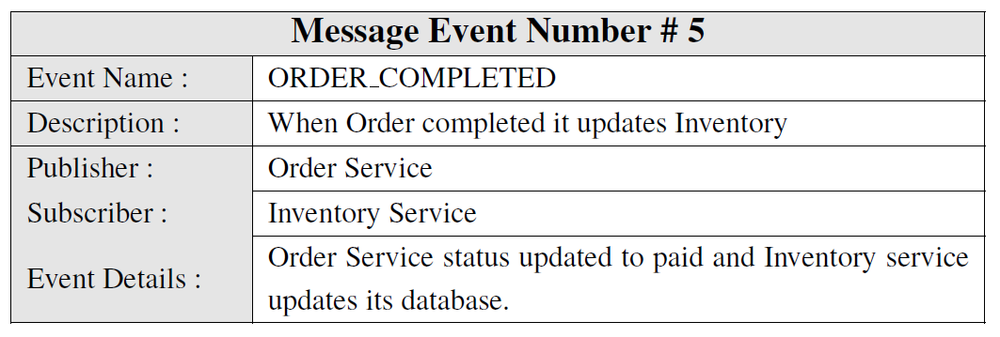 Message Event Number # 5
Event Name : ORDER_COMPLETED
Description : When Order completed it updates Inventory
Publisher : Order Service
Subscriber : Inventory Service
Event Details : Order Service status updated to paid and Inventory service
updates its database.